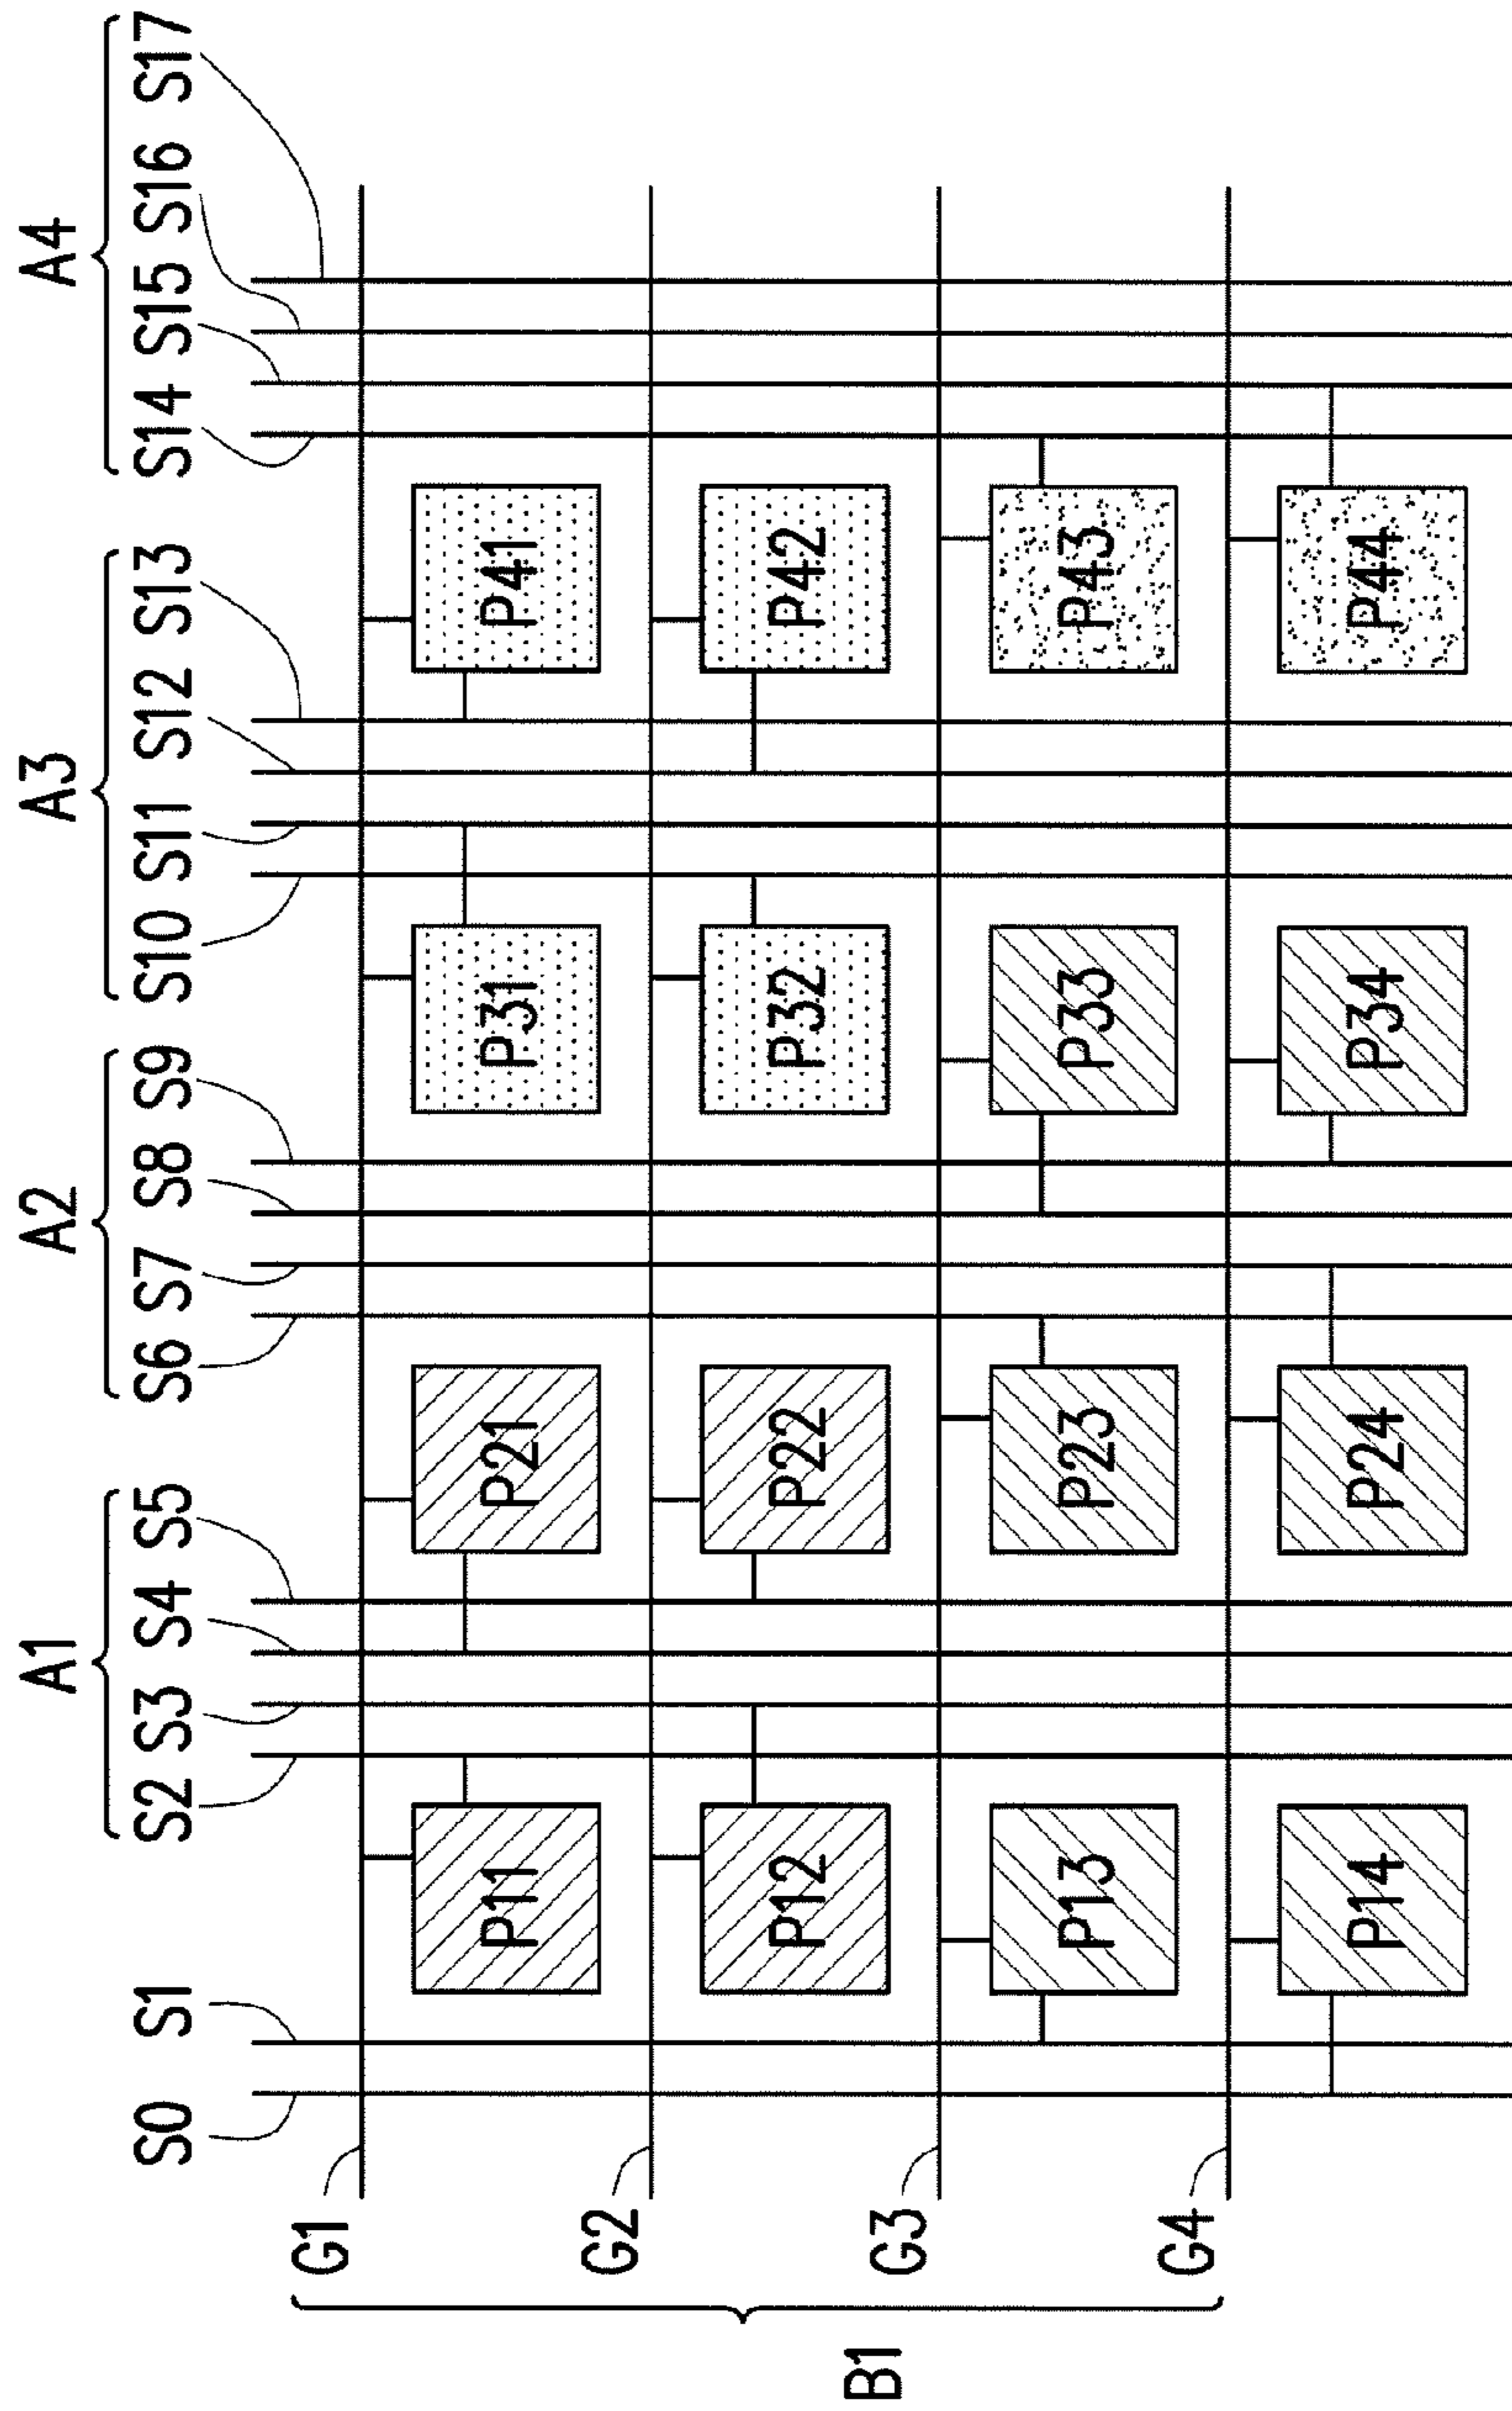 A1 A2 A3 A4
S0 S1 S2 S3 S4 S5 S6 S7 S8 S9 S10 S11 S12 S13 S14 S15 S16 S17
G1
P11 P21 P31 P41
G2
P12 P22 P32 P42
B1
G3
P13 P23 P33 P43
G4
P14 P24 P34 P44